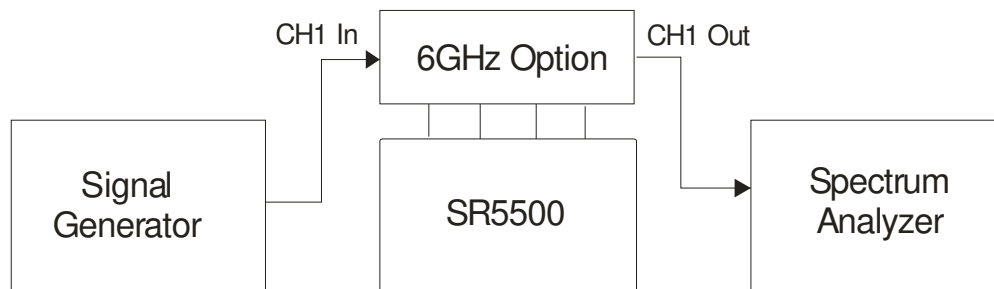 CH1 In
6GHz Option
CH1 Out
Signal
Generator
SR5500
Spectrum
Analyzer